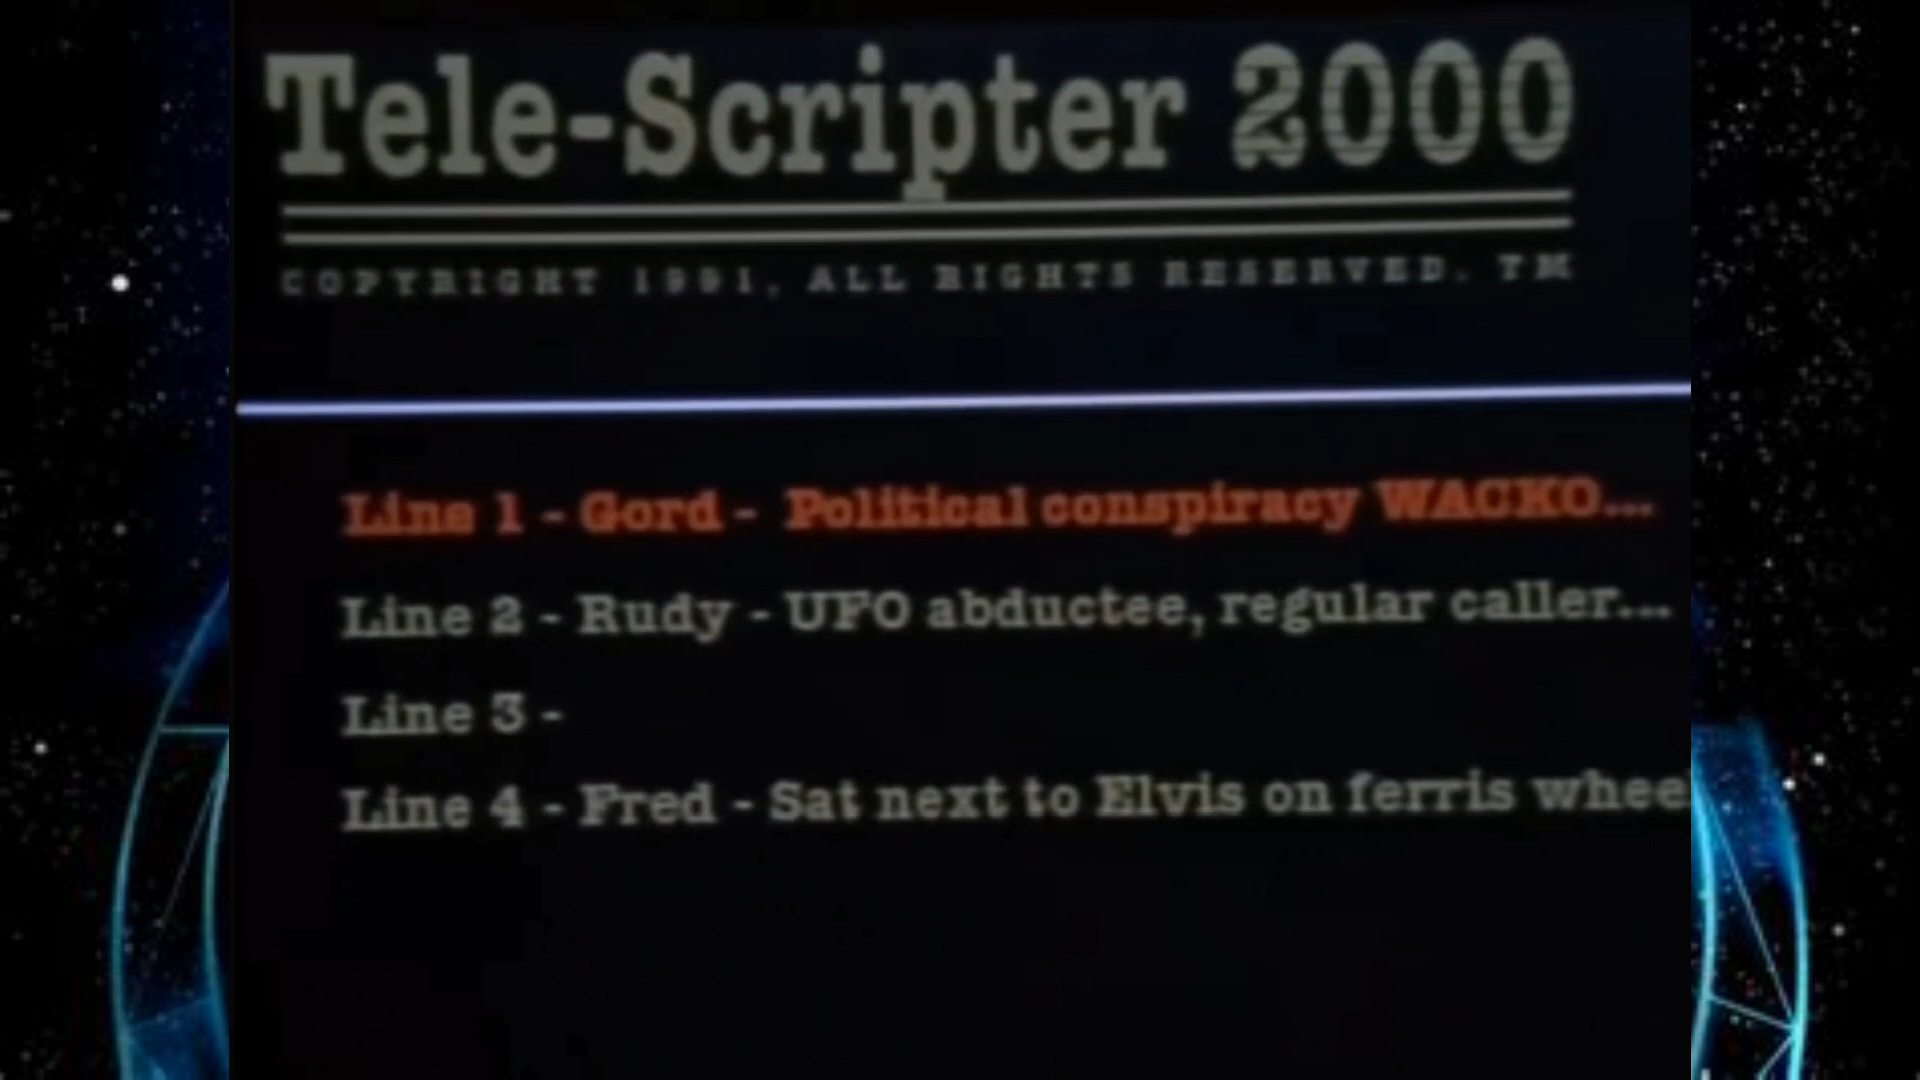 Tele-Scripter 2000
COPYRIGHT 1991, ALL RIGHTS RESERVED. TM
Line 1 - Gord - Political conspiracy WACKO...
Line 2 - Rudy - UFO abductee, regular caller...
Line 3 -
Line 4 - Fred - Sat next to Elvis on ferris whee